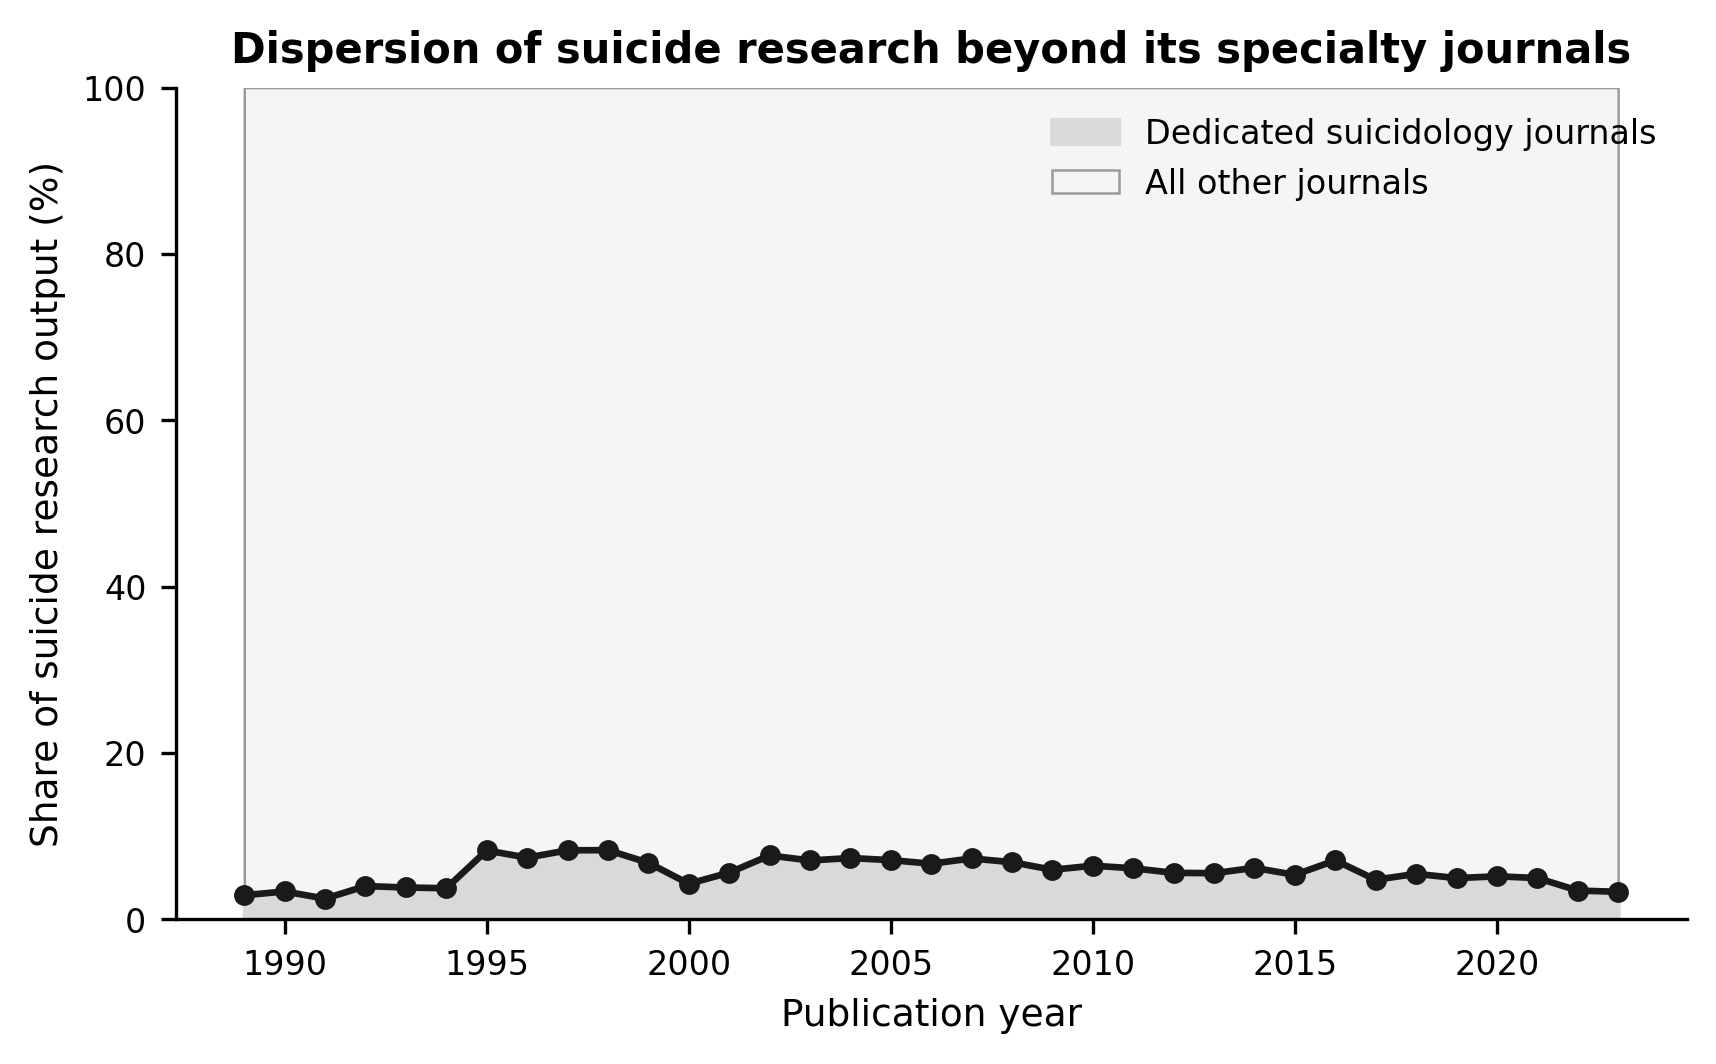 Dispersion of suicide research beyond its specialty journals
Share of suicide research output (%)
100
80
60
40
20
0
Dedicated suicidology journals
All other journals
1990 1995 2000 2005 2010 2015 2020
Publication year